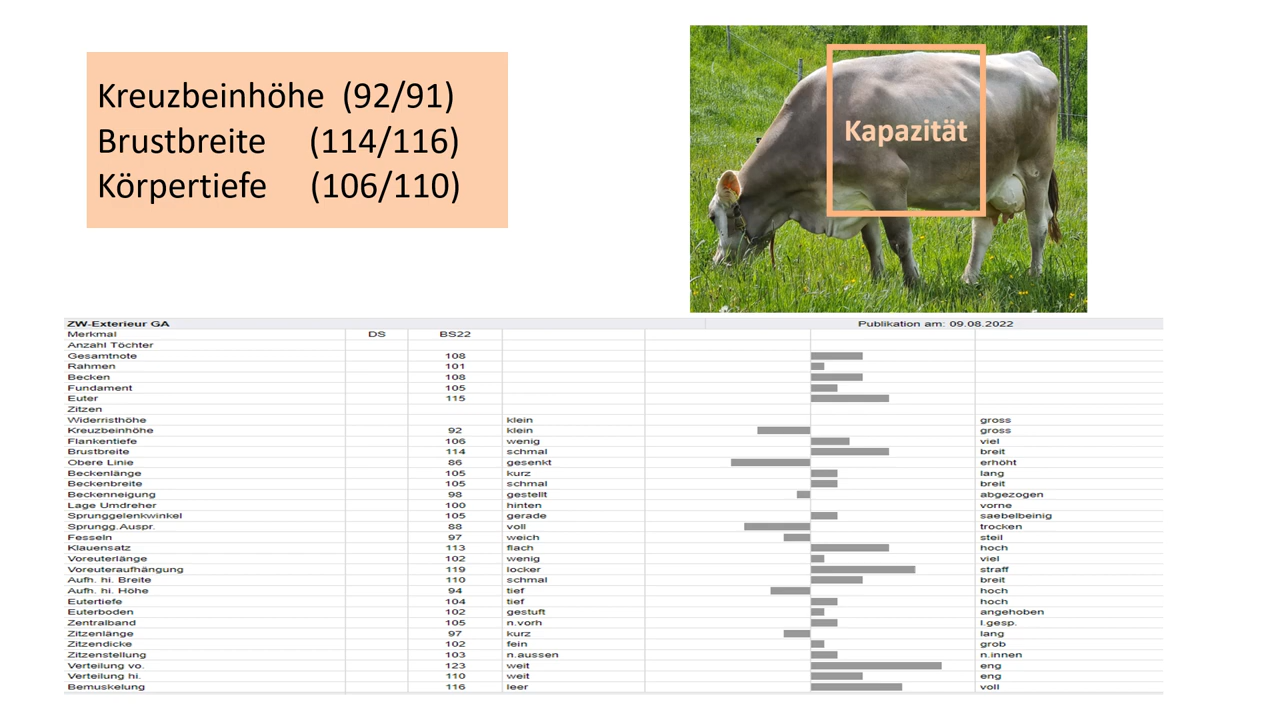 Kreuzbeinhöhe (92/91)
Brustbreite (114/116)
Körpertiefe (106/110)
Kapazität
ZW-Exterieur GA Publikation am: 09.08.2022
Merkmal DS BS22
Anzahl Töchter
Gesamtnote 108
Rahmen 101
Becken 108
Fundament 105
Euter 115
Zitzen
Widerristhöhe klein gross
Kreuzbeinhöhe 92 klein gross
Flankentiefe 106 wenig viel
Brustbreite 114 schmal breit
Obere Linie 86 gesenkt erhöht
Beckenlänge 105 kurz lang
Beckenbreite 105 schmal breit
Beckenneigung 98 gestellt abgezogen
Lage Umdreher 100 hinten vorne
Sprunggelenkwinkel 105 gerade saebelbeinig
Sprungg.Auspr. 88 voll trocken
Fesseln 97 weich steil
Klauensatz 113 flach hoch
Voreuterlänge 102 wenig viel
Voreuteraufhängung 119 locker straff
Aufh. hi. Breite 110 schmal breit
Aufh. hi. Höhe 94 tief hoch
Eutertiefe 104 tief hoch
Euterboden 102 gestuft angehoben
Zentralband 105 n.vorh l.gesp.
Zitzenlänge 97 kurz lang
Zitzendicke 102 fein grob
Zitzenstellung 103 n.aussen n.innen
Verteilung vo. 123 weit eng
Verteilung hi. 110 weit eng
Bemuskelung 116 leer voll